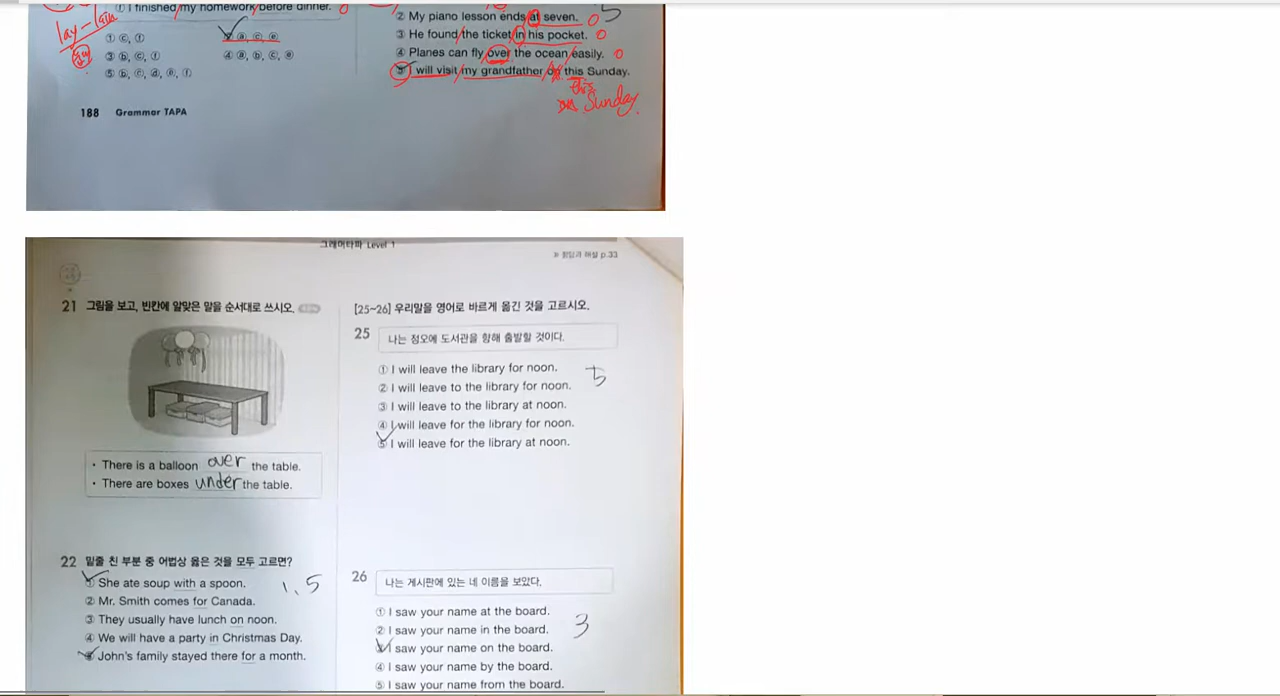 ① I finished my homework before dinner. 0
lay - lain
① ⓒ, ⓕ
② ⓐ ⓒ ⓔ
③ ⓑ, ⓒ, ⓕ
④ ⓐ, ⓑ, ⓒ, ⓔ
⑤ ⓑ, ⓒ, ⓓ, ⓔ, ⓕ
188 Grammar TAPA
② My piano lesson ends at seven. 0
5
③ He found the ticket in his pocket. 0
④ Planes can fly over the ocean easily. 0
⑤ I will visit my grandfather on this Sunday.
this
on Sunday
그래머타파 Level 1
» 정답과 해설 p.33
21 그림을 보고, 빈칸에 알맞은 말을 순서대로 쓰시오.
• There is a balloon over the table.
• There are boxes under the table.
22 밑줄 친 부분 중 어법상 옳은 것을 모두 고르면?
① She ate soup with a spoon.
1, 5
② Mr. Smith comes for Canada.
③ They usually have lunch on noon.
④ We will have a party in Christmas Day.
⑤ John's family stayed there for a month.
[25~26] 우리말을 영어로 바르게 옮긴 것을 고르시오.
25 나는 정오에 도서관을 향해 출발할 것이다.
① I will leave the library for noon.
5
② I will leave to the library for noon.
③ I will leave to the library at noon.
④ I will leave for the library for noon.
⑤ I will leave for the library at noon.
26 나는 게시판에 있는 네 이름을 보았다.
① I saw your name at the board.
② I saw your name in the board.
3
③ I saw your name on the board.
④ I saw your name by the board.
⑤ I saw your name from the board.